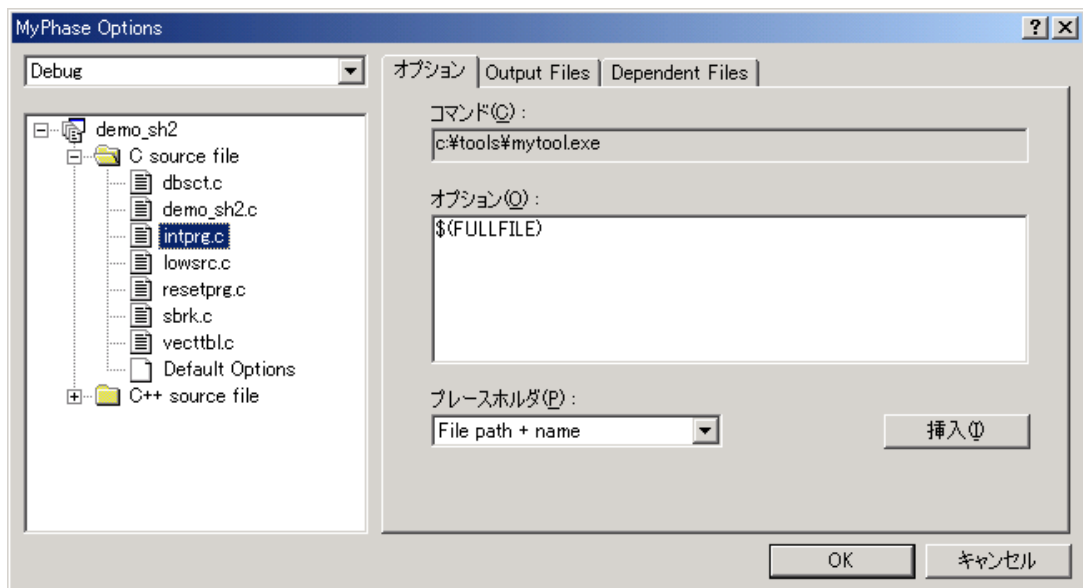 MyPhase Options
Debug
demo_sh2
C source file
dbsct.c
demo_sh2.c
intprg.c
lowsrc.c
resetprg.c
sbrk.c
vecttbl.c
Default Options
C++ source file
オプション Output Files Dependent Files
コマンド(C) :
c:¥tools¥mytool.exe
オプション(O) :
$(FULLFILE)
プレースホルダ(P) :
File path + name
挿入(I)
OK キャンセル